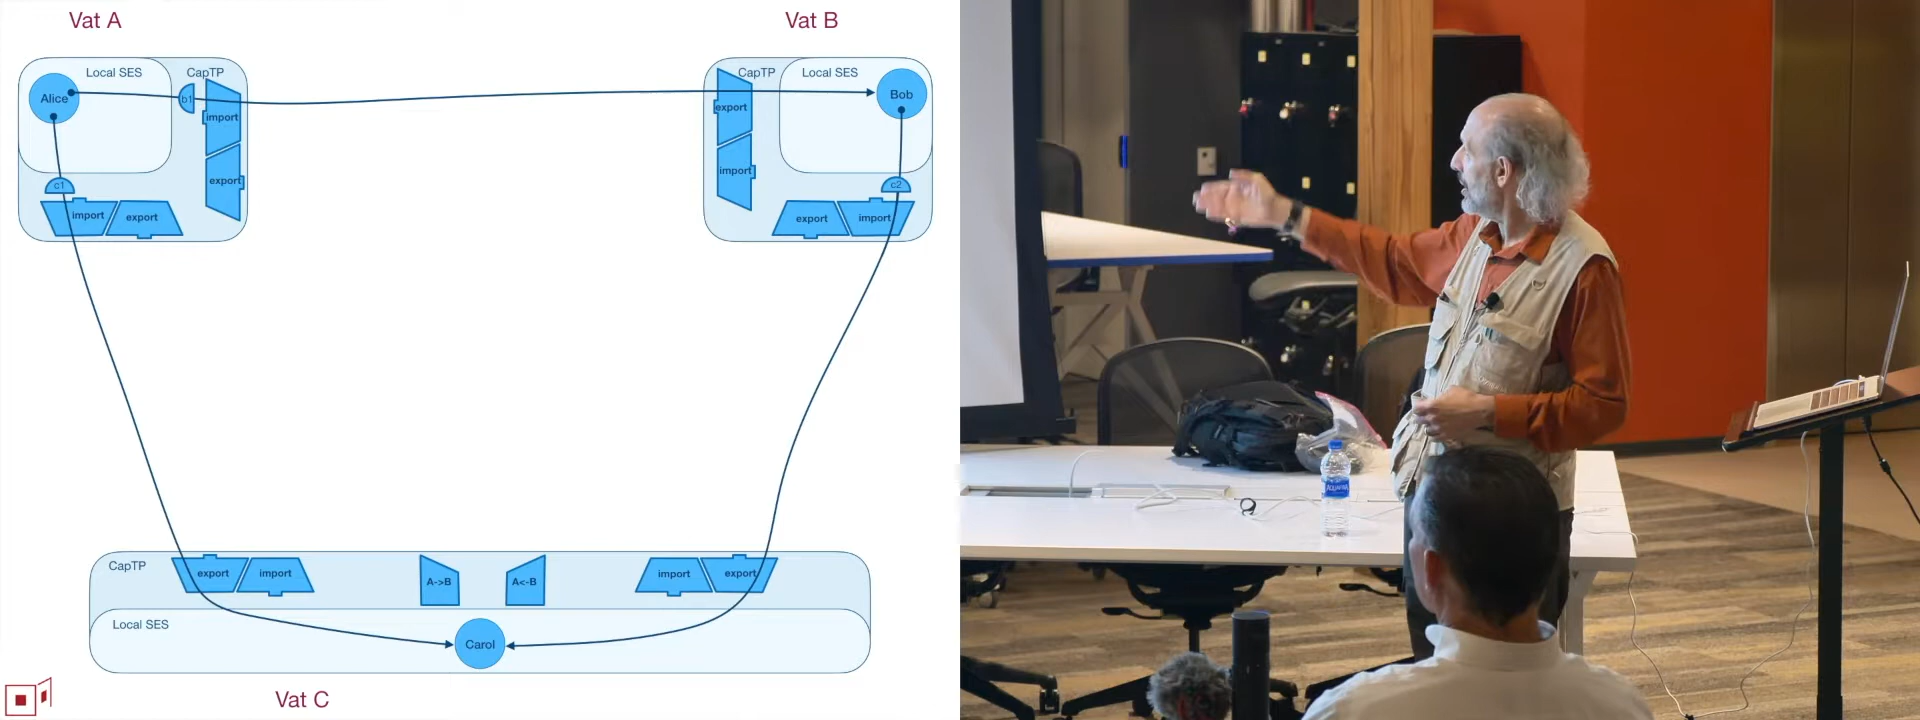 Vat A
Vat B
Local SES
CapTP
Alice
b1
import
export
c1
import
export
CapTP
Local SES
Bob
export
import
c2
export
import
CapTP
export
import
A->B
A<-B
import
export
Local SES
Carol
Vat C
AQUAFINA